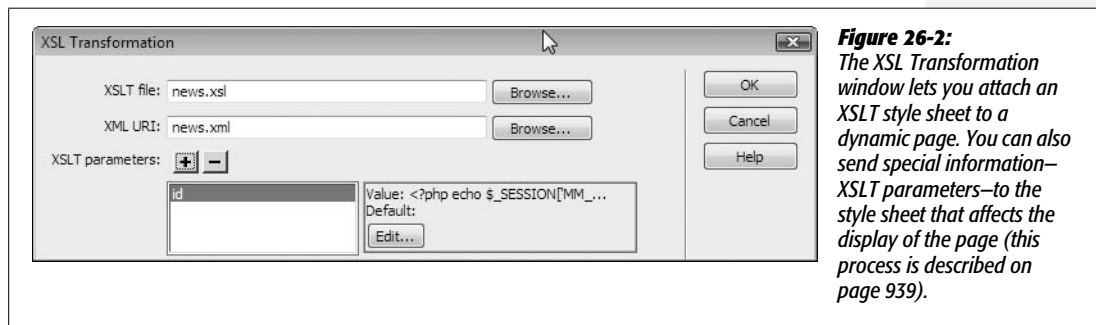 XSL Transformation
XSLT file: news.xsl Browse... OK
XML URI: news.xml Browse... Cancel
XSLT parameters: + − Help
id
Value: <?php echo $_SESSION['MM_...
Default:
Edit...
Figure 26-2:
The XSL Transformation
window lets you attach an
XSLT style sheet to a
dynamic page. You can also
send special information—
XSLT parameters—to the
style sheet that affects the
display of the page (this
process is described on
page 939).